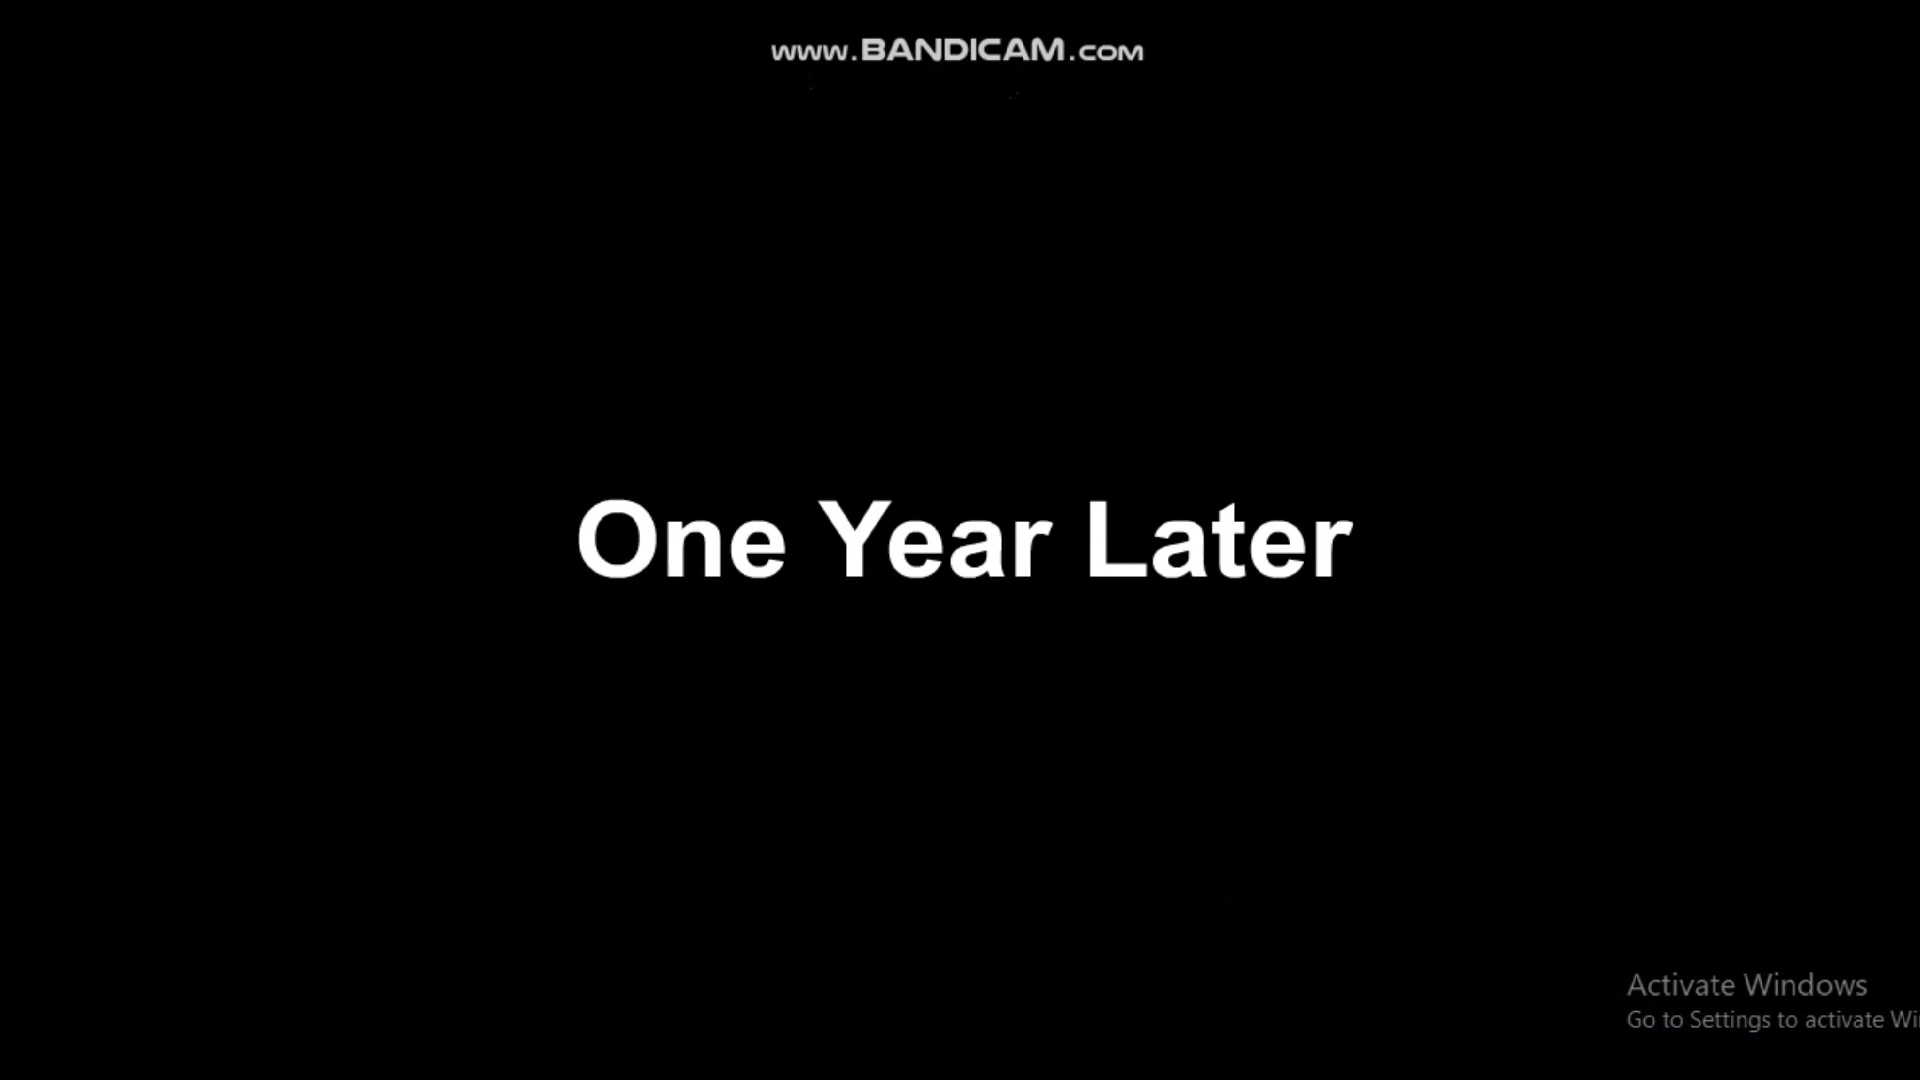 www.BANDICAM.com
One Year Later
Activate Windows
Go to Settings to activate